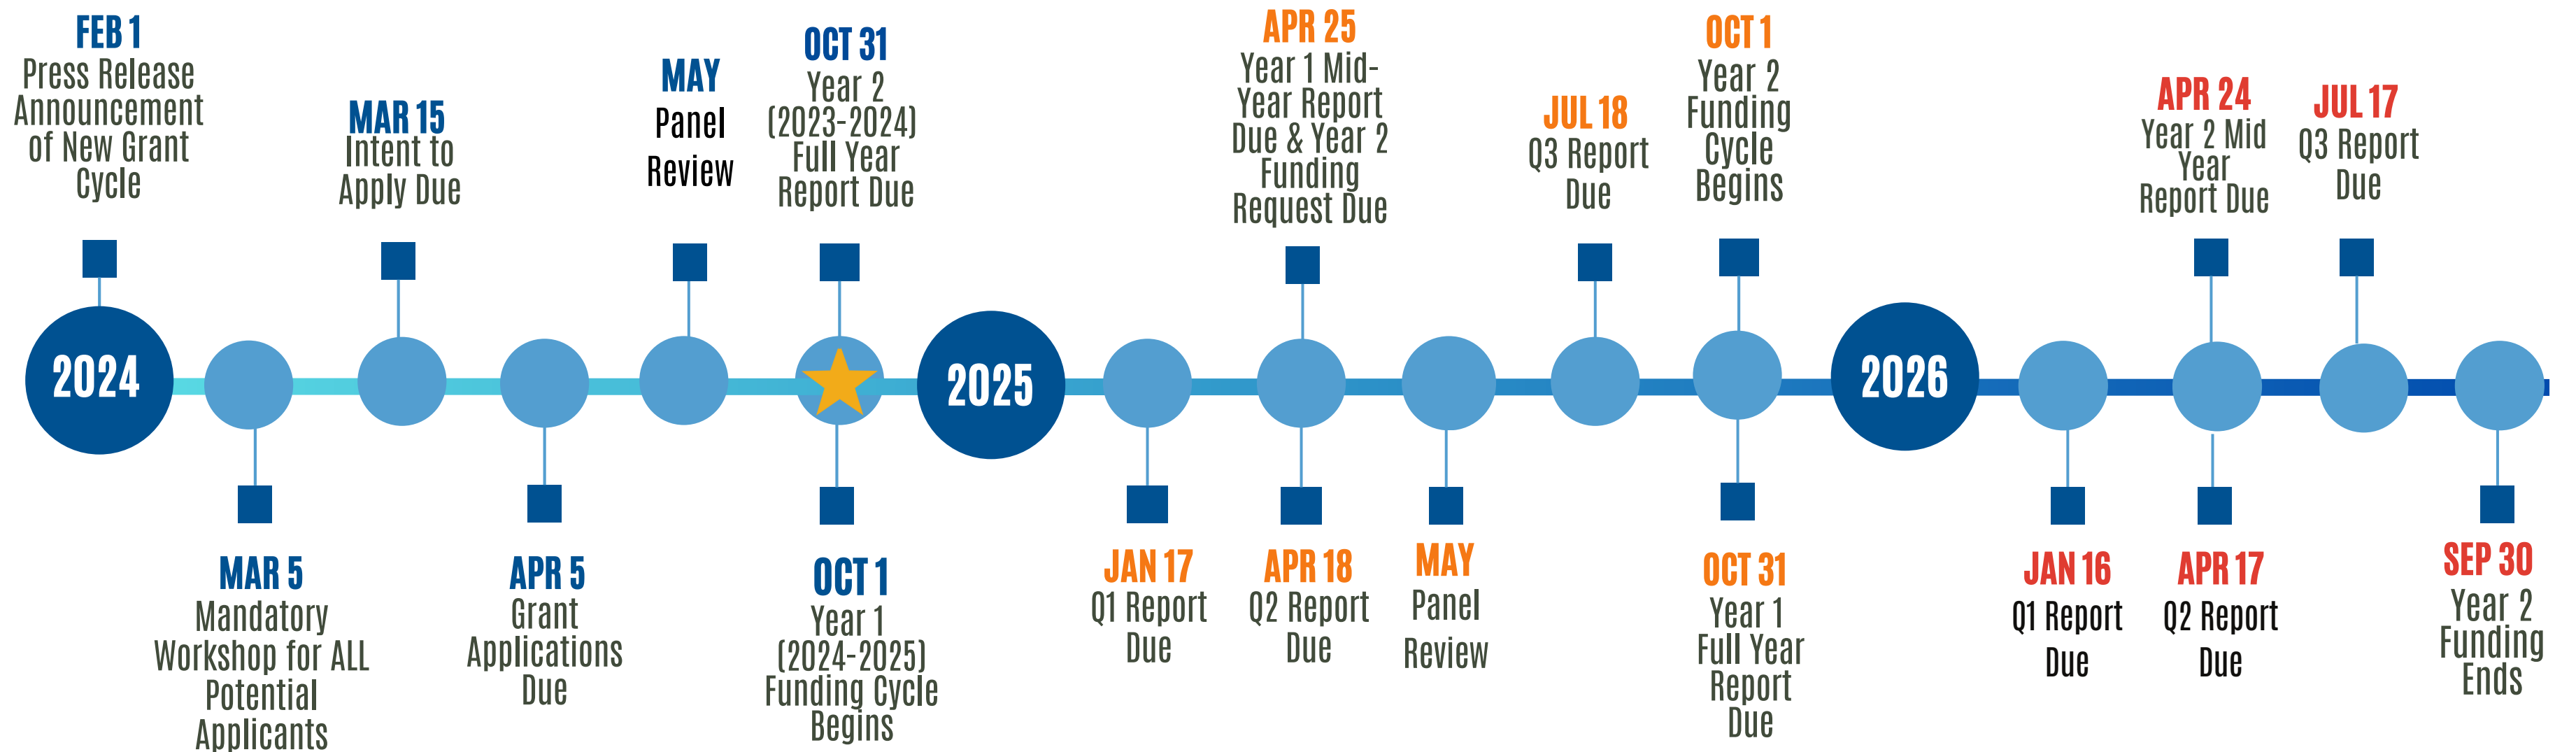 FEB 1
Press Release
Announcement
of New Grant
Cycle
MAR 15
Intent to
Apply Due
MAY
Panel
Review
OCT 31
Year 2
(2023-2024)
Full Year
Report Due
APR 25
Year 1 Mid-
Year Report
Due & Year 2
Funding
Request Due
JUL 18
Q3 Report
Due
OCT 1
Year 2
Funding
Cycle
Begins
APR 24
Year 2 Mid
Year
Report Due
JUL 17
Q3 Report
Due
2024
2025
2026
MAR 5
Mandatory
Workshop for ALL
Potential
Applicants
APR 5
Grant
Applications
Due
OCT 1
Year 1
(2024-2025)
Funding Cycle
Begins
JAN 17
Q1 Report
Due
APR 18
Q2 Report
Due
MAY
Panel
Review
OCT 31
Year 1
Full Year
Report
Due
JAN 16
Q1 Report
Due
APR 17
Q2 Report
Due
SEP 30
Year 2
Funding
Ends